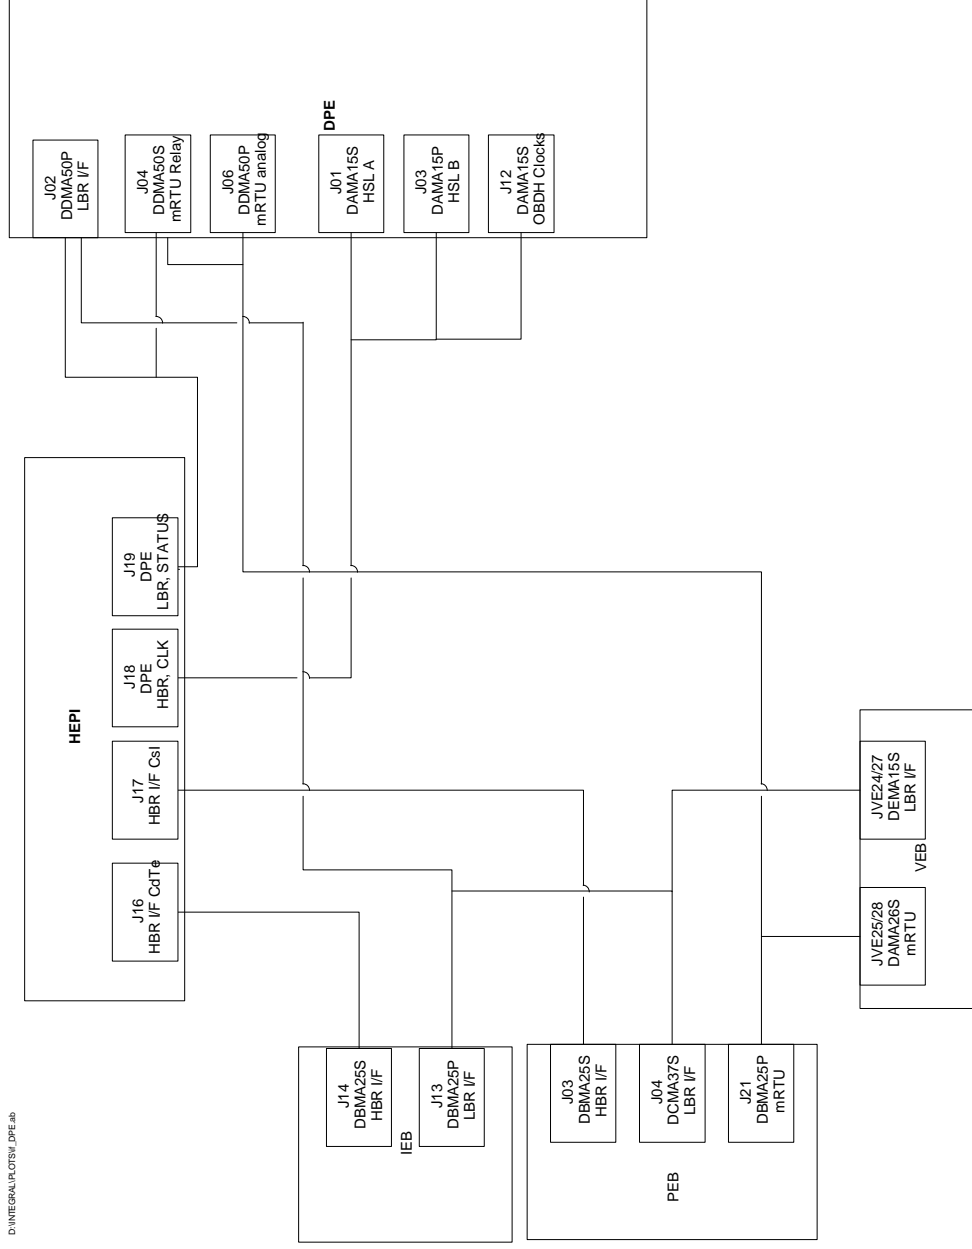 D:\INTEGRAL\PLOTS\I/f_DPE.ab
HEPI
J16
HBR I/F CdTe
J17
HBR I/F CsI
J18
DPE
HBR, CLK
J19
DPE
LBR, STATUS
J02
DDMA50P
LBR I/F
J04
DDMA50S
mRTU Relay
J06
DDMA50P
mRTU analog
DPE
J01
DAMA15S
HSL A
J03
DAMA15P
HSL B
J12
DAMA15S
OBDH Clocks
J14
DBMA25S
HBR I/F
J13
DBMA25P
LBR I/F
IEB
J03
DBMA25S
HBR I/F
J04
DCMA37S
LBR I/F
J21
DBMA25P
mRTU
PEB
JVE25/28
DAMA26S
mRTU
JVE24/27
DEMA15S
LBR I/F
VEB